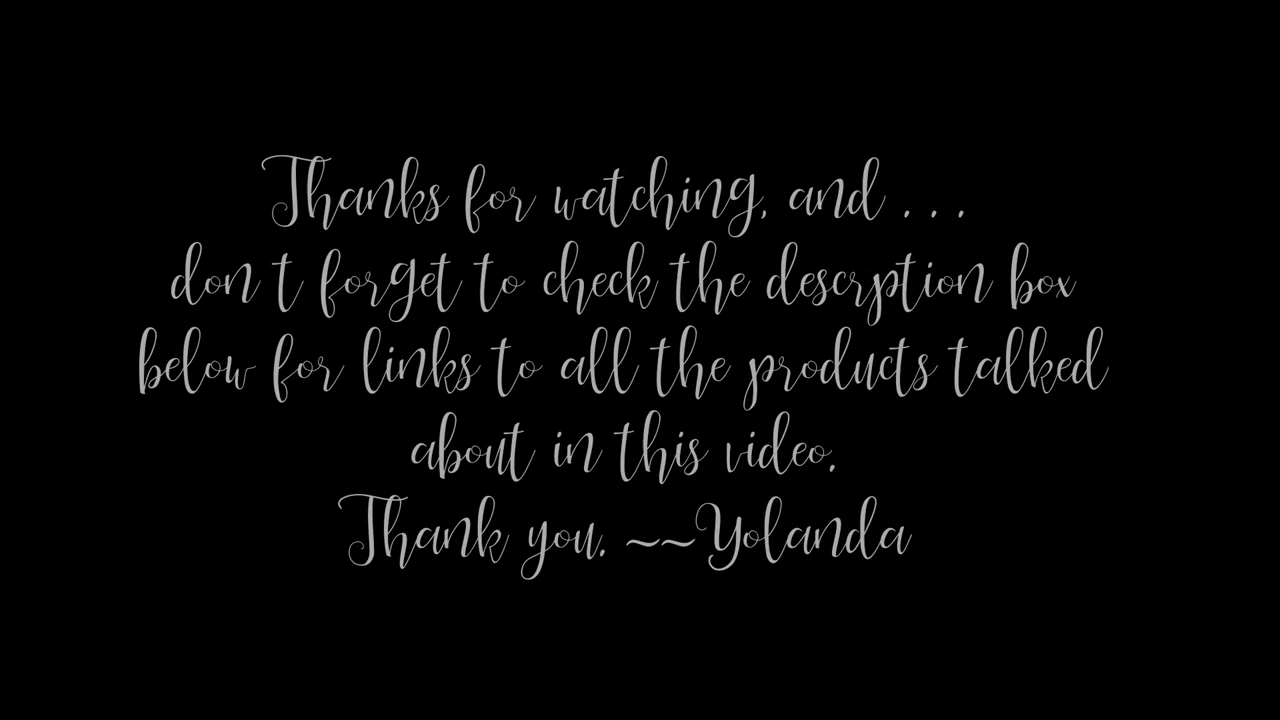 Thanks for watching, and . . .
don t forget to check the descrption box
below for links to all the products talked
about in this video.
Thank you. ~~Yolanda